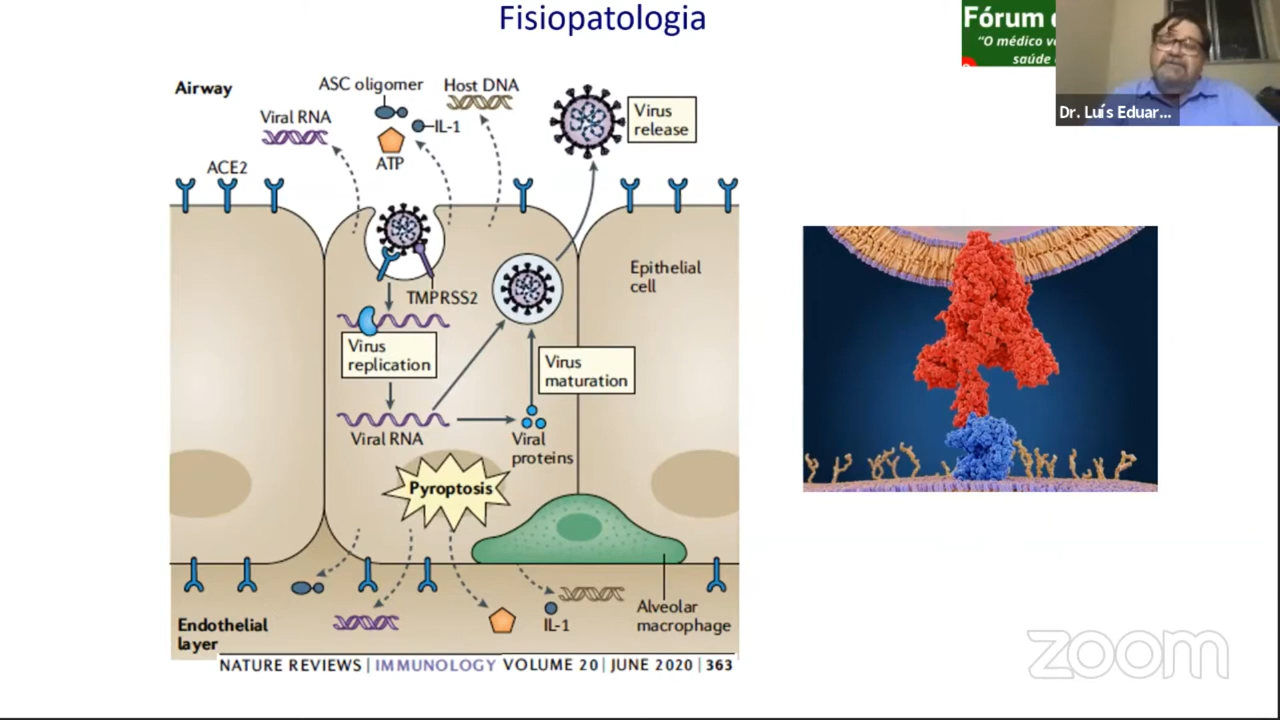 Fisiopatologia
Fórum
"O médico
saúde
Dr. Luís Eduar...
Airway
ASC oligomer
Host DNA
Viral RNA
IL-1
ATP
Virus
release
ACE2
TMPRSS2
Epithelial
cell
Virus
replication
Virus
maturation
Viral RNA
Viral
proteins
Pyroptosis
Endothelial
layer
IL-1
Alveolar
macrophage
NATURE REVIEWS | IMMUNOLOGY VOLUME 20 | JUNE 2020 | 363
zoom